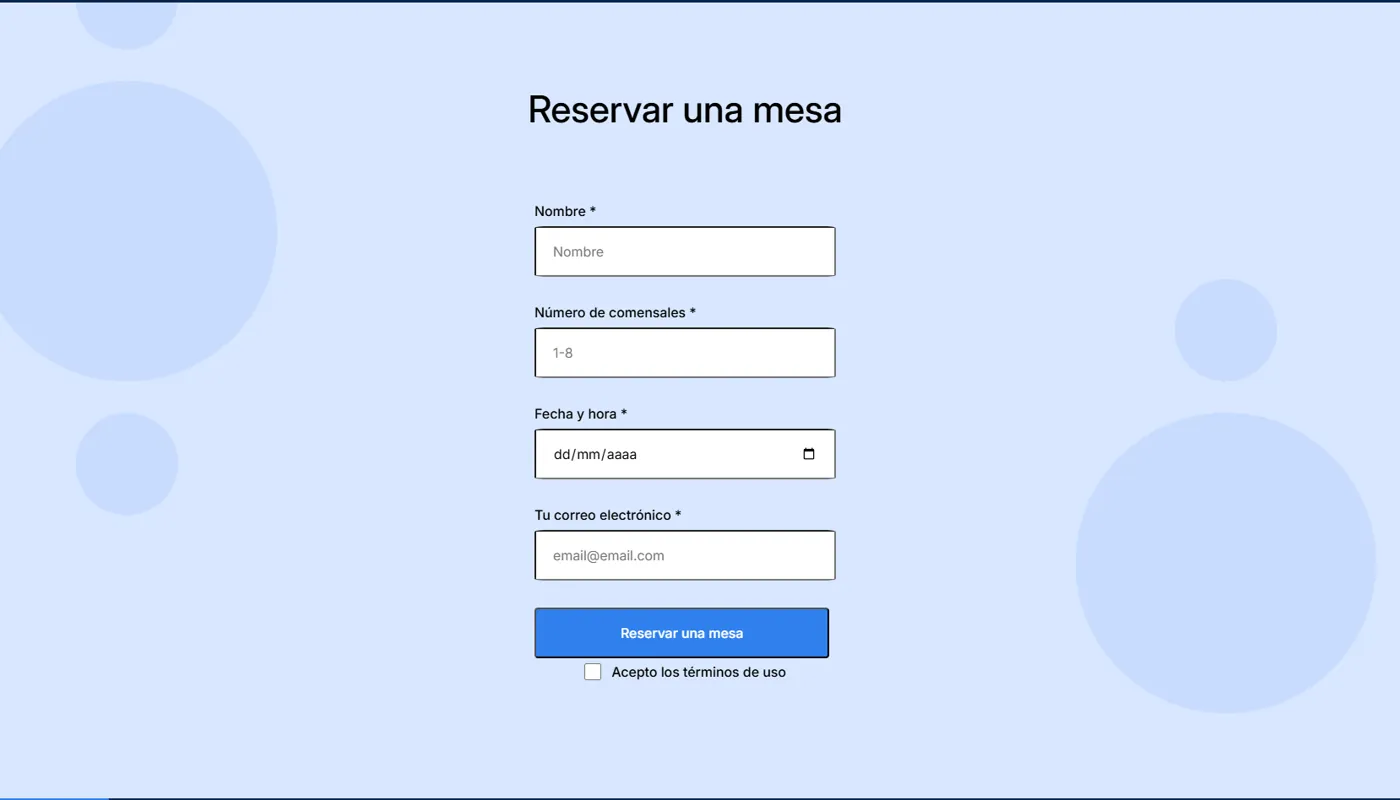 Reservar una mesa
Nombre *
Nombre
Número de comensales *
1-8
Fecha y hora *
dd/mm/aaaa
Tu correo electrónico *
email@email.com
Reservar una mesa
Acepto los términos de uso